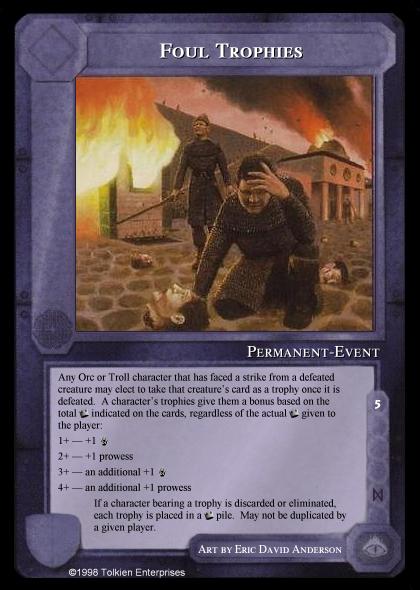 FOUL TROPHIES
PERMANENT-EVENT
Any Orc or Troll character that has faced a strike from a defeated
creature may elect to take that creature's card as a trophy once it is
defeated. A character's trophies give them a bonus based on the
total indicated on the cards, regardless of the actual given to
the player:
1+ — +1
2+ — +1 prowess
3+ — an additional +1
4+ — an additional +1 prowess
If a character bearing a trophy is discarded or eliminated,
each trophy is placed in a pile. May not be duplicated by
a given player.
5
ART BY ERIC DAVID ANDERSON
©1998 Tolkien Enterprises